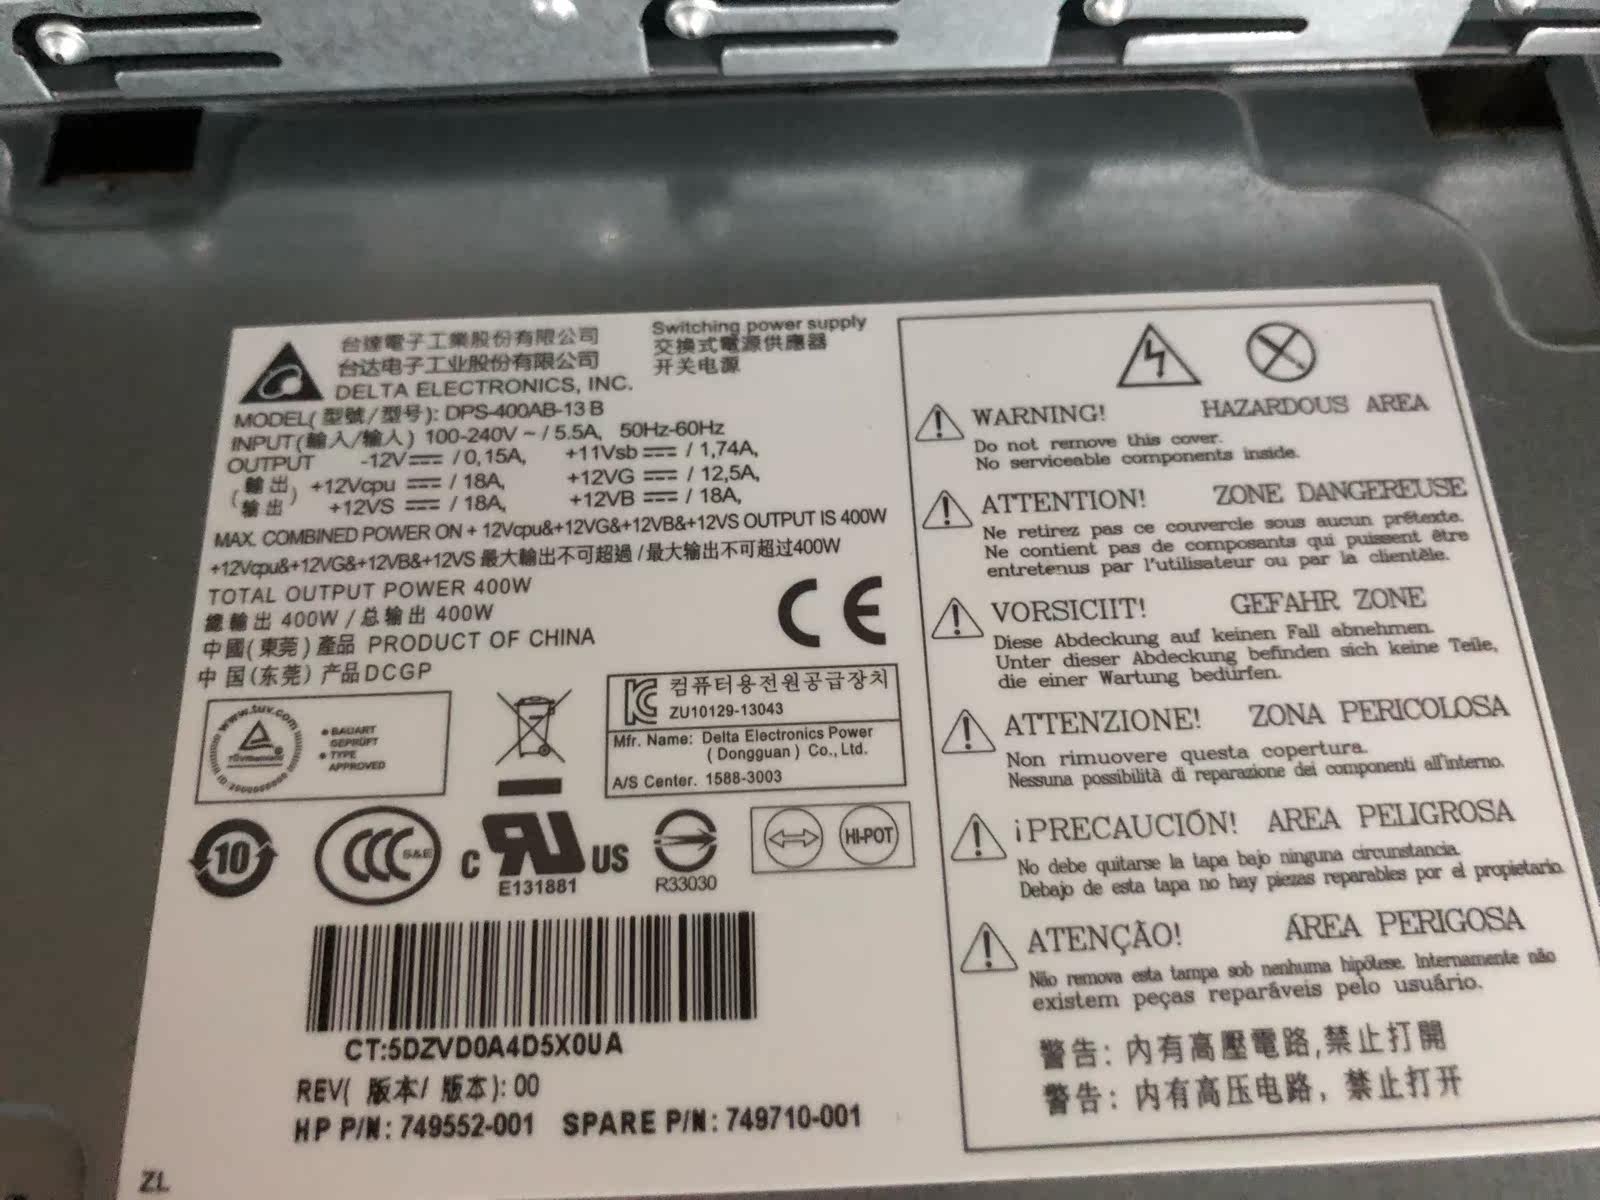 台達電子工業股份有限公司
台达电子工业股份有限公司
DELTA ELECTRONICS, INC.
Switching power supply
交換式電源供應器
开关电源
MODEL(型號/型号): DPS-400AB-13 B
INPUT(輸入/输入) 100-240V ~ / 5.5A, 50Hz-60Hz
OUTPUT -12V / 0,15A, +11Vsb / 1,74A,
(輸出/输出) +12Vcpu / 18A, +12VG / 12,5A,
+12VS / 18A, +12VB / 18A,
MAX. COMBINED POWER ON + 12Vcpu&+12VG&+12VB&+12VS OUTPUT IS 400W
+12Vcpu&+12VG&+12VB&+12VS 最大輸出不可超過 / 最大输出不可超过400W
TOTAL OUTPUT POWER 400W
總輸出 400W / 总输出 400W
中國(東莞)產品 PRODUCT OF CHINA
中国(东莞)产品DCGP
CE
www.tuv.com
TÜVRheinland
● BAUART
GEPRÜFT
● TYPE
APPROVED
컴퓨터용전원공급장치
ZU10129-13043
Mfr. Name: Delta Electronics Power
(Dongguan) Co., Ltd.
A/S Center. 1588-3003
10
CCC S&E
C RU US
E131881
R33030
HI-POT
CT:5DZVD0A4D5X0UA
REV( 版本/ 版本): 00
HP P/N: 749552-001 SPARE P/N: 749710-001
ZL
WARNING! HAZARDOUS AREA
Do not remove this cover.
No serviceable components inside.
ATTENTION! ZONE DANGEREUSE
Ne retirez pas ce couvercle sous aucun prétexte.
Ne contient pas de composants qui puissent être
entretenus par l'utilisateur ou par la clientèle.
VORSICIIT! GEFAHR ZONE
Diese Abdeckung auf keinen Fall abnehmen.
Unter dieser Abdeckung befinden sich keine Teile,
die einer Wartung bedürfen.
ATTENZIONE! ZONA PERICOLOSA
Non rimuovere questa copertura.
Nessuna possibilità di reparazione dei componenti all'interno.
¡PRECAUCIÓN! AREA PELIGROSA
No debe quitarse la tapa bajo ninguna circunstancia.
Debajo de esta tapa no hay piezas reparables por el propietario.
ATENÇÃO! ÁREA PERIGOSA
Não remova esta tampa sob nenhuma hipótese. Internamente não
existem peças reparáveis pelo usuário.
警告: 內有高壓電路,禁止打開
警告: 内有高压电路, 禁止打开